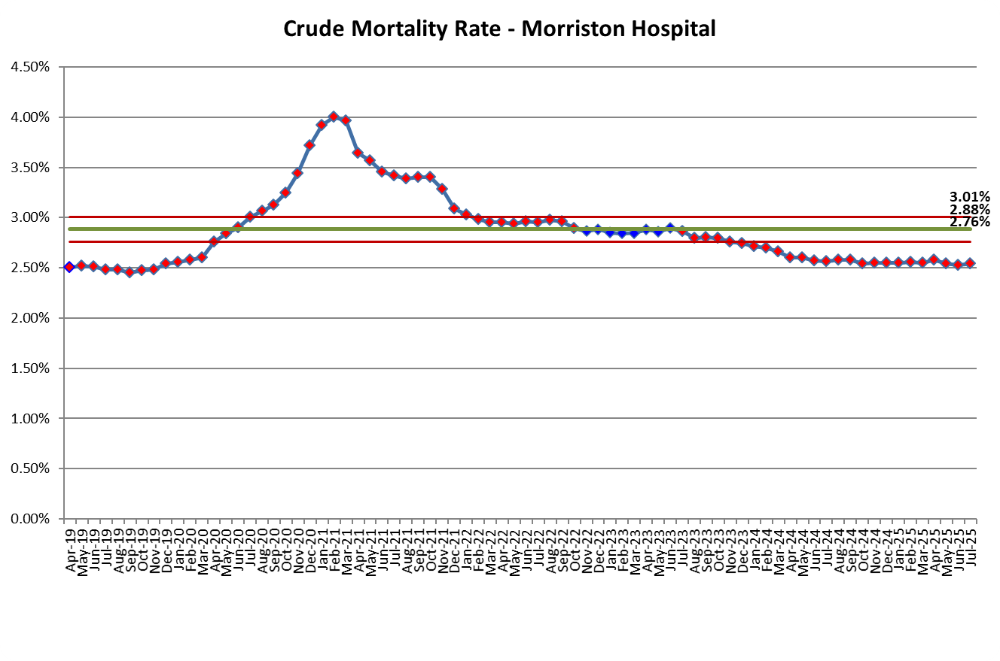 Crude Mortality Rate - Morriston Hospital
4.50%
4.00%
3.50%
3.00%
2.50%
2.00%
1.50%
1.00%
0.50%
0.00%
3.01%
2.88%
2.76%
Apr-19
May-19
Jun-19
Jul-19
Aug-19
Sep-19
Oct-19
Nov-19
Dec-19
Jan-20
Feb-20
Mar-20
Apr-20
May-20
Jun-20
Jul-20
Aug-20
Sep-20
Oct-20
Nov-20
Dec-20
Jan-21
Feb-21
Mar-21
Apr-21
May-21
Jun-21
Jul-21
Aug-21
Sep-21
Oct-21
Nov-21
Dec-21
Jan-22
Feb-22
Mar-22
Apr-22
May-22
Jun-22
Jul-22
Aug-22
Sep-22
Oct-22
Nov-22
Dec-22
Jan-23
Feb-23
Mar-23
Apr-23
May-23
Jun-23
Jul-23
Aug-23
Sep-23
Oct-23
Nov-23
Dec-23
Jan-24
Feb-24
Mar-24
Apr-24
May-24
Jun-24
Jul-24
Aug-24
Sep-24
Oct-24
Nov-24
Dec-24
Jan-25
Feb-25
Mar-25
Apr-25
May-25
Jun-25
Jul-25